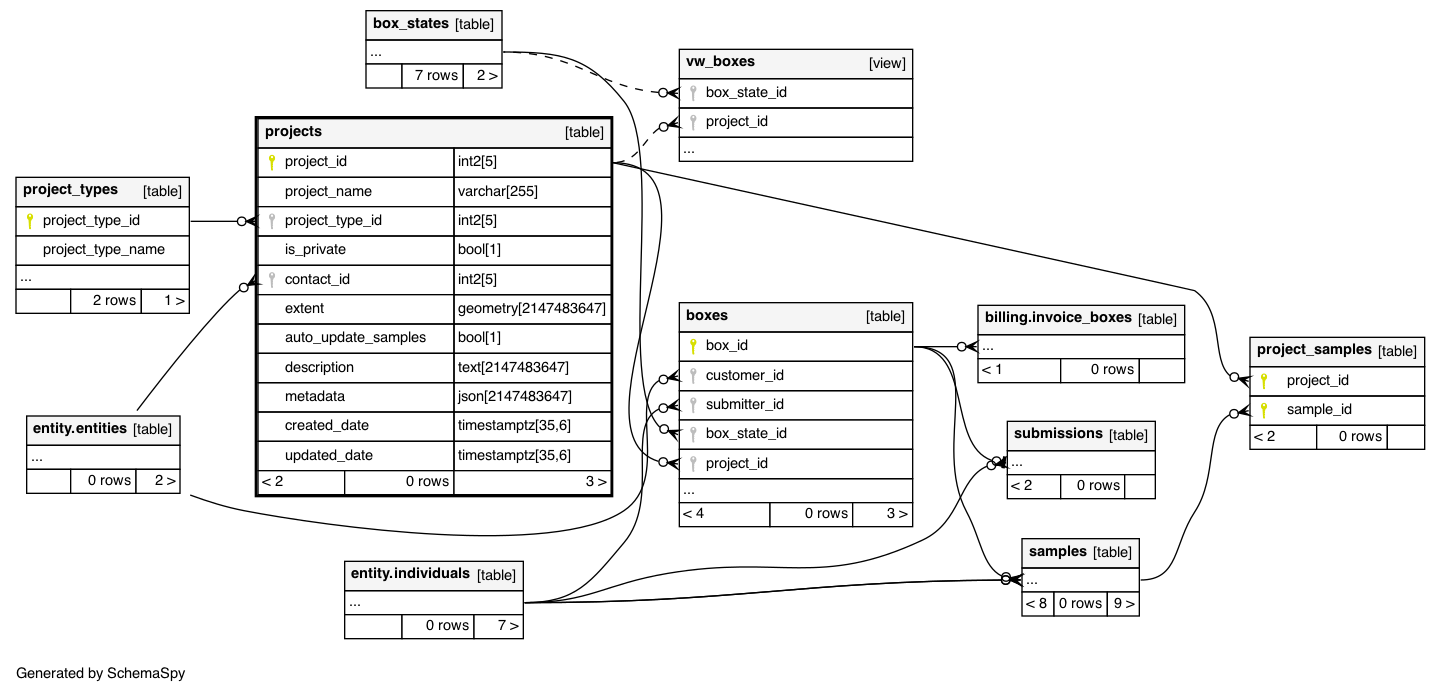 box_states [table]
...
7 rows 2 >
vw_boxes [view]
box_state_id
project_id
...
projects [table]
project_id int2[5]
project_name varchar[255]
project_type_id int2[5]
is_private bool[1]
contact_id int2[5]
extent geometry[2147483647]
auto_update_samples bool[1]
description text[2147483647]
metadata json[2147483647]
created_date timestamptz[35,6]
updated_date timestamptz[35,6]
< 2 0 rows 3 >
project_types [table]
project_type_id
project_type_name
...
2 rows 1 >
boxes [table]
box_id
customer_id
submitter_id
box_state_id
project_id
...
< 4 0 rows 3 >
billing.invoice_boxes [table]
...
< 1 0 rows
project_samples [table]
project_id
sample_id
< 2 0 rows
entity.entities [table]
...
0 rows 2 >
submissions [table]
...
< 2 0 rows
samples [table]
...
< 8 0 rows 9 >
entity.individuals [table]
...
0 rows 7 >
Generated by SchemaSpy